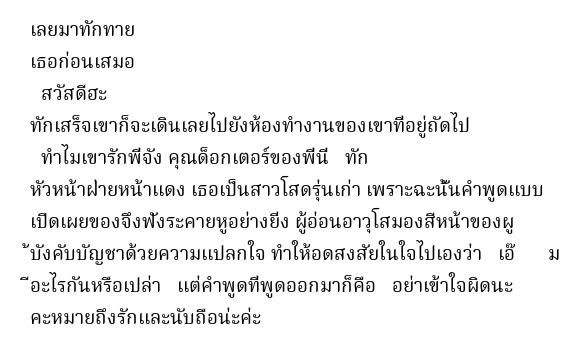 เลยมาทักทาย
เธอก่อนเสมอ
สวัสดีฮะ
ทักเสร็จเขาก็จะเดินเลยไปยังห้องทำงานของเขาที่อยู่ถัดไป
ทำไมเขารักพี่จัง คุณด็อกเตอร์ของพี่นี่ ทัก
หัวหน้าฝ่ายหน้าแดง เธอเป็นสาวโสดรุ่นเก่า เพราะฉะนั้นคำพูดแบบ
เปิดเผยของจึงฟังระคายหูอย่างยิ่ง ผู้อ่อนอาวุโสมองสีหน้าของผู
้บังคับบัญชาด้วยความแปลกใจ ทำให้อดสงสัยในใจไปเองว่า เอ๊ ม
ีอะไรกันหรือเปล่า แต่คำพูดที่พูดออกมาก็คือ อย่าเข้าใจผิดนะ
คะหมายถึงรักและนับถือน่ะค่ะ